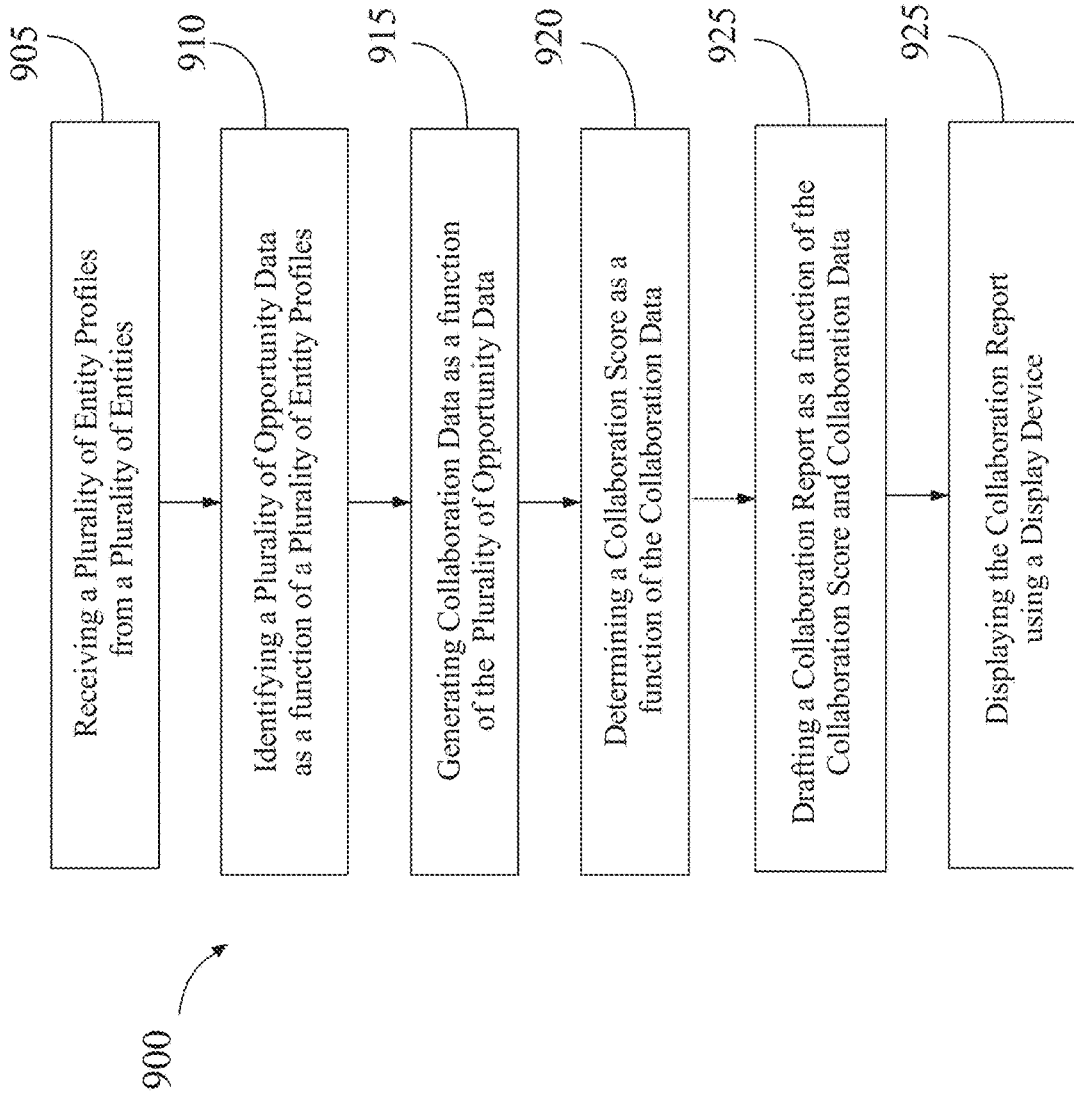 900
905
Receiving a Plurality of Entity Profiles
from a Plurality of Entities
910
Identifying a Plurality of Opportunity Data
as a function of a Plurality of Entity Profiles
915
Generating Collaboration Data as a function
of the Plurality of Opportunity Data
920
Determining a Collaboration Score as a
function of the Collaboration Data
925
Drafting a Collaboration Report as a function of the
Collaboration Score and Collaboration Data
925
Displaying the Collaboration Report
using a Display Device